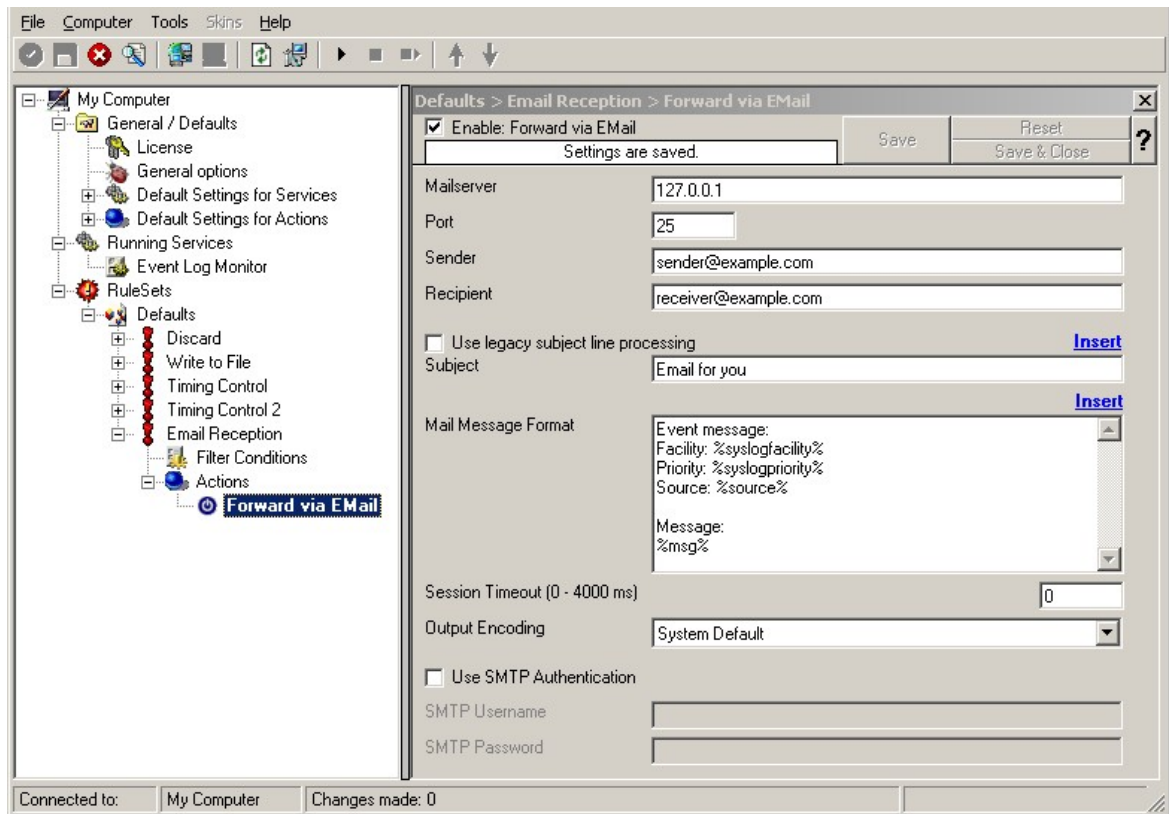 File Computer Tools Skins Help
My Computer
General / Defaults
License
General options
Default Settings for Services
Default Settings for Actions
Running Services
Event Log Monitor
RuleSets
Defaults
Discard
Write to File
Timing Control
Timing Control 2
Email Reception
Filter Conditions
Actions
Forward via EMail
Defaults > Email Reception > Forward via EMail
Enable: Forward via EMail
Settings are saved.
Save
Reset
Save & Close
?
Mailserver 127.0.0.1
Port 25
Sender sender@example.com
Recipient receiver@example.com
Use legacy subject line processing Insert
Subject Email for you
Insert
Mail Message Format
Event message:
Facility: %syslogfacility%
Priority: %syslogpriority%
Source: %source%
Message:
%msg%
Session Timeout (0 - 4000 ms) 0
Output Encoding System Default
Use SMTP Authentication
SMTP Username
SMTP Password
Connected to: My Computer Changes made: 0